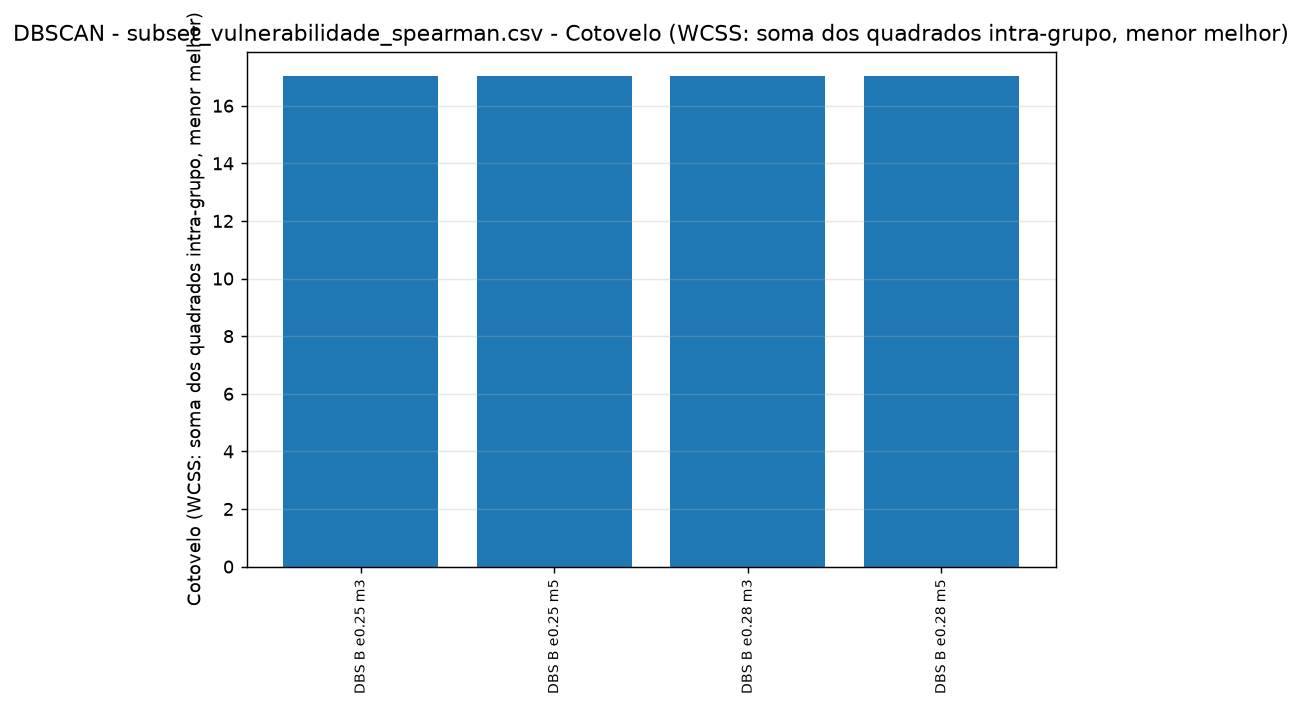 DBSCAN - subset_vulnerabilidade_spearman.csv - Cotovelo (WCSS: soma dos quadrados intra-grupo, menor melhor)
Cotovelo (WCSS: soma dos quadrados intra-grupo, menor melhor)
16
14
12
10
8
6
4
2
0
DBS B e0.25 m3
DBS B e0.25 m5
DBS B e0.28 m3
DBS B e0.28 m5